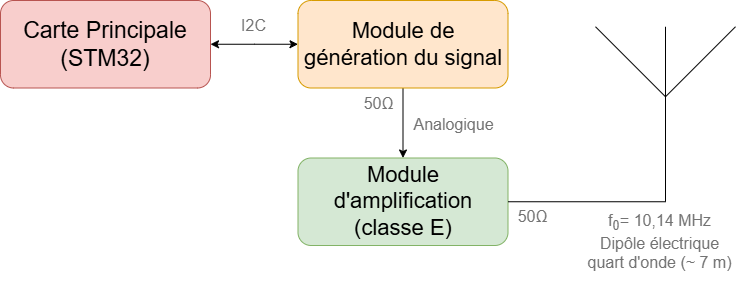 Carte Principale
(STM32)
I2C
Module de
génération du signal
50Ω
Analogique
Module
d'amplification
(classe E)
50Ω
f0= 10,14 MHz
Dipôle électrique
quart d'onde (~ 7 m)